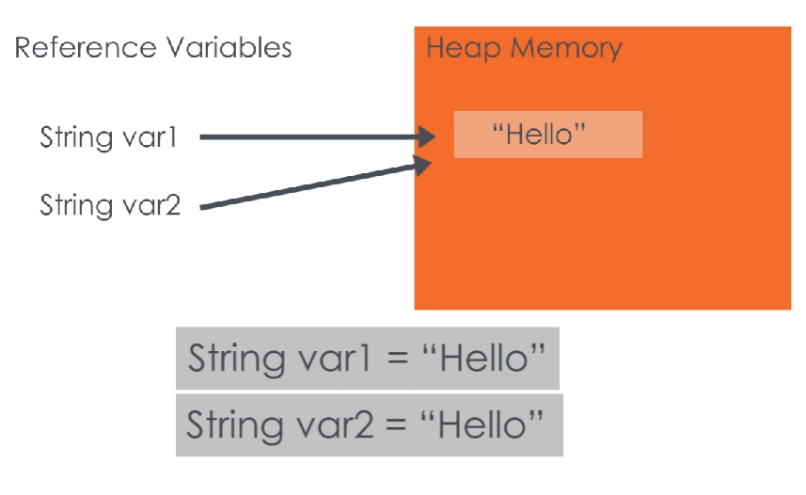 Reference Variables
Heap Memory
String var1
“Hello”
String var2
String var1 = “Hello”
String var2 = “Hello”